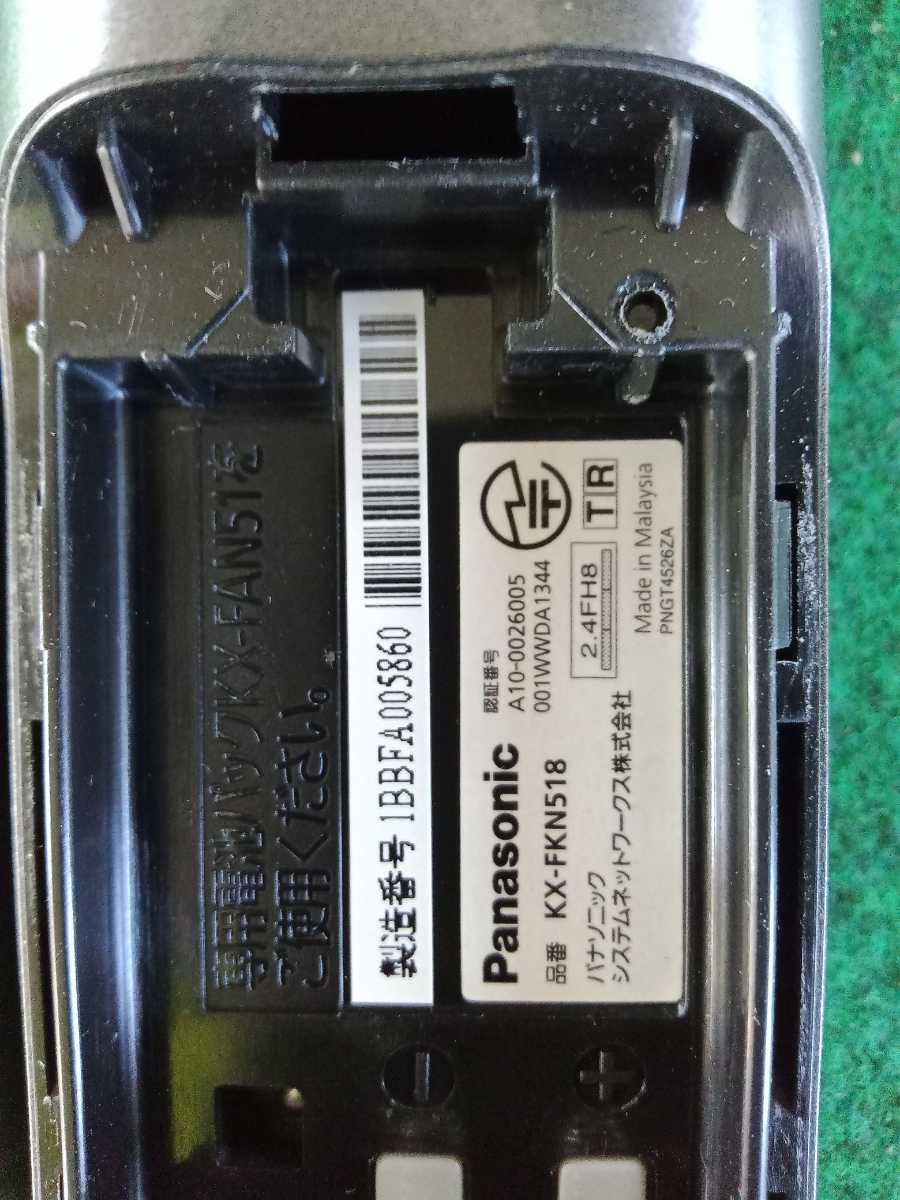 専用電池パックKX-FAN51を
ご使用ください。
製造番号 1BBFA005860
Panasonic
品番 KX-FKN518
パナソニック
システムネットワークス株式会社
認証番号
A10-0026005
001WWDA1344
2.4FH8
T R
Made in Malaysia
PNGT4526ZA